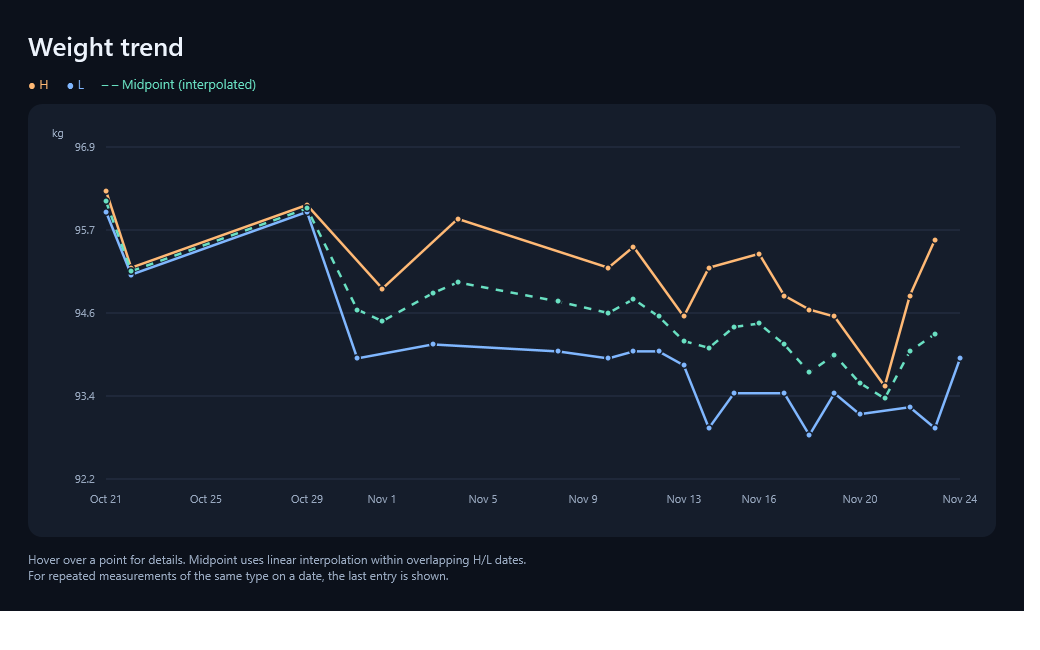 Weight trend
● H ● L – – Midpoint (interpolated)
kg
96.9
95.7
94.6
93.4
92.2
Oct 21 Oct 25 Oct 29 Nov 1 Nov 5 Nov 9 Nov 13 Nov 16 Nov 20 Nov 24
Hover over a point for details. Midpoint uses linear interpolation within overlapping H/L dates.
For repeated measurements of the same type on a date, the last entry is shown.